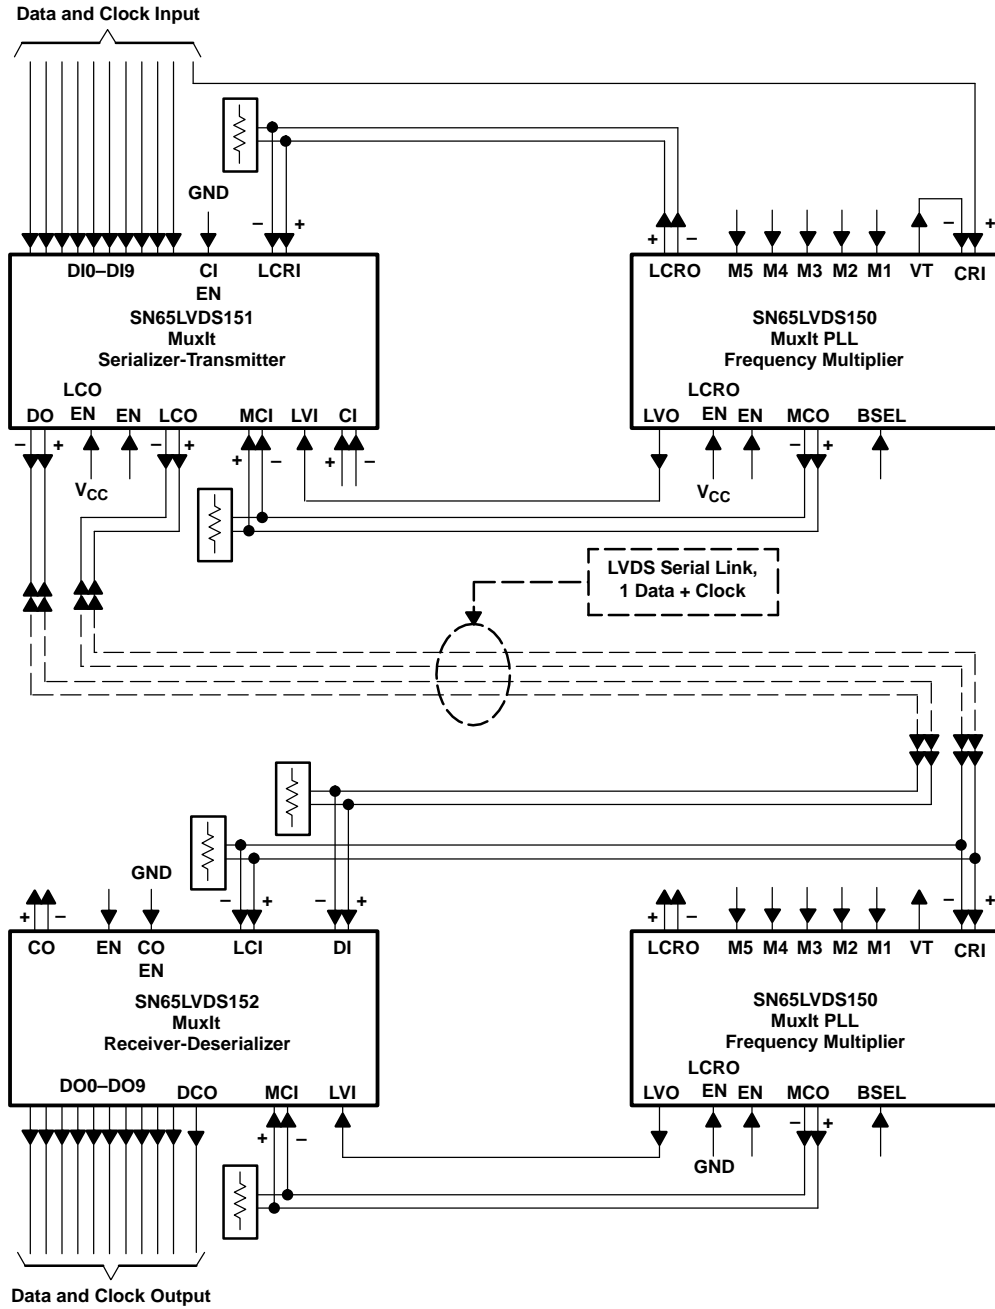 Data and Clock Input
GND
– +
+ –
– +
DI0–DI9 CI EN LCRI
LCRO M5 M4 M3 M2 M1 VT CRI
SN65LVDS151
MuxIt
Serializer-Transmitter
SN65LVDS150
MuxIt PLL
Frequency Multiplier
DO LCO EN EN LCO MCI LVI CI
LVO LCRO EN EN MCO BSEL
– + – + + – + –
– +
VCC
VCC
LVDS Serial Link,
1 Data + Clock
GND
+ – – + – +
+ – – +
CO EN CO EN LCI DI
LCRO M5 M4 M3 M2 M1 VT CRI
SN65LVDS152
MuxIt
Receiver-Deserializer
SN65LVDS150
MuxIt PLL
Frequency Multiplier
DO0–DO9 DCO MCI LVI
LVO LCRO EN EN MCO BSEL
+ –
– +
GND
Data and Clock Output